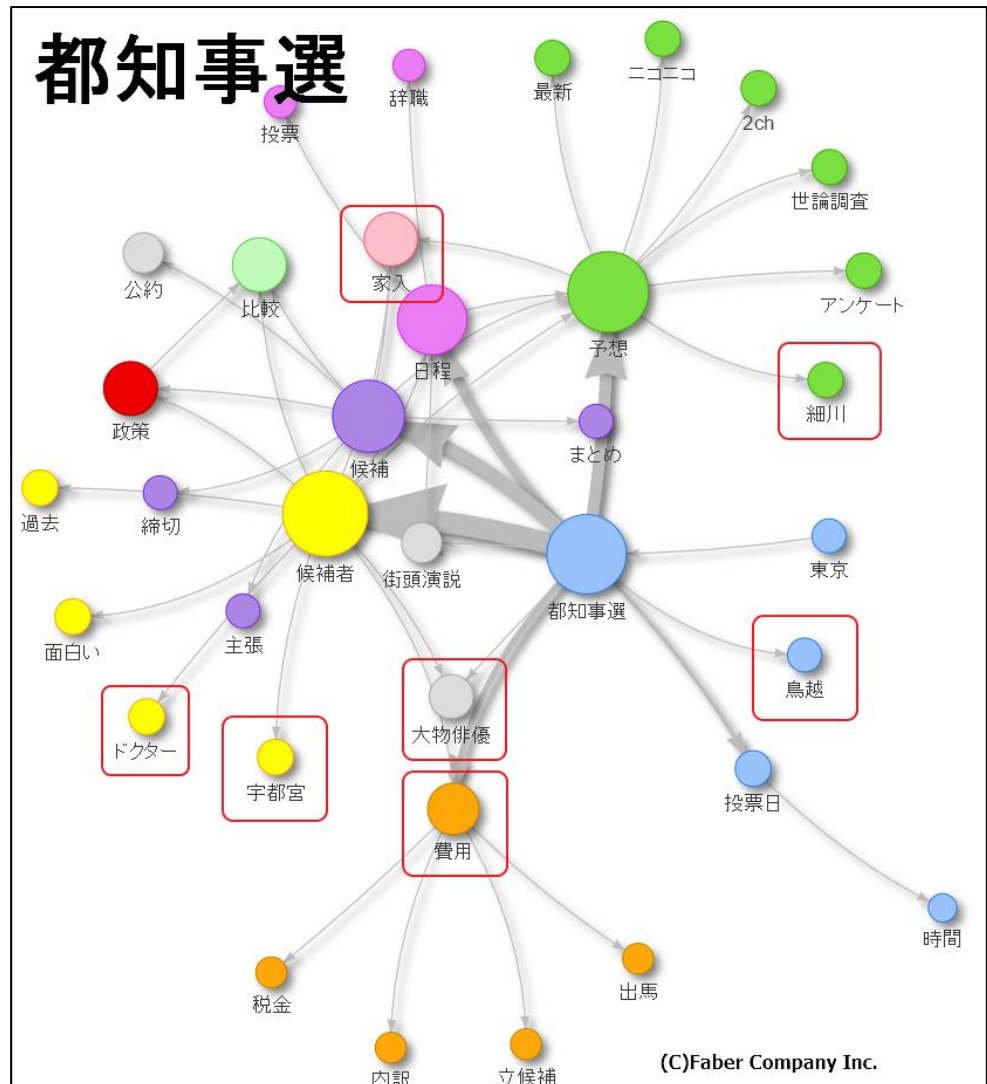 都知事選
ニコニコ
最新
辞職
2ch
投票
世論調査
家入
公約
比較
アンケート
予想
日程
細川
政策
まとめ
候補
過去
締切
候補者
街頭演説
東京
都知事選
面白い
主張
鳥越
大物俳優
ドクター
宇都宮
投票日
費用
時間
税金
出馬
内訳
立候補
(C)Faber Company Inc.